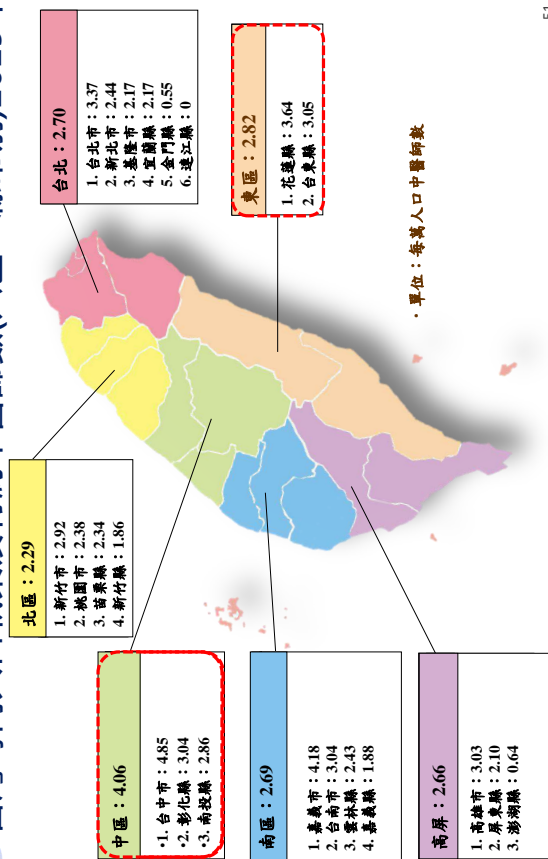 台北：2.70
1. 台北市：3.37
2. 新北市：2.44
3. 基隆市：2.17
4. 宜蘭縣：2.17
5. 金門縣：0.55
6. 連江縣：0
東區：2.82
1. 花蓮縣：3.64
2. 台東縣：3.05
・單位：每萬人口中醫師數
北區：2.29
1. 新竹市：2.92
2. 桃園市：2.38
3. 苗栗縣：2.34
4. 新竹縣：1.86
中區：4.06
•1. 台中市：4.85
•2. 彰化縣：3.04
•3. 南投縣：2.86
南區：2.69
1. 嘉義市：4.18
2. 台南市：3.04
3. 雲林縣：2.43
4. 嘉義縣：1.88
高屏：2.66
1. 高雄市：3.03
2. 屏東縣：2.10
3. 澎湖縣：0.64
51